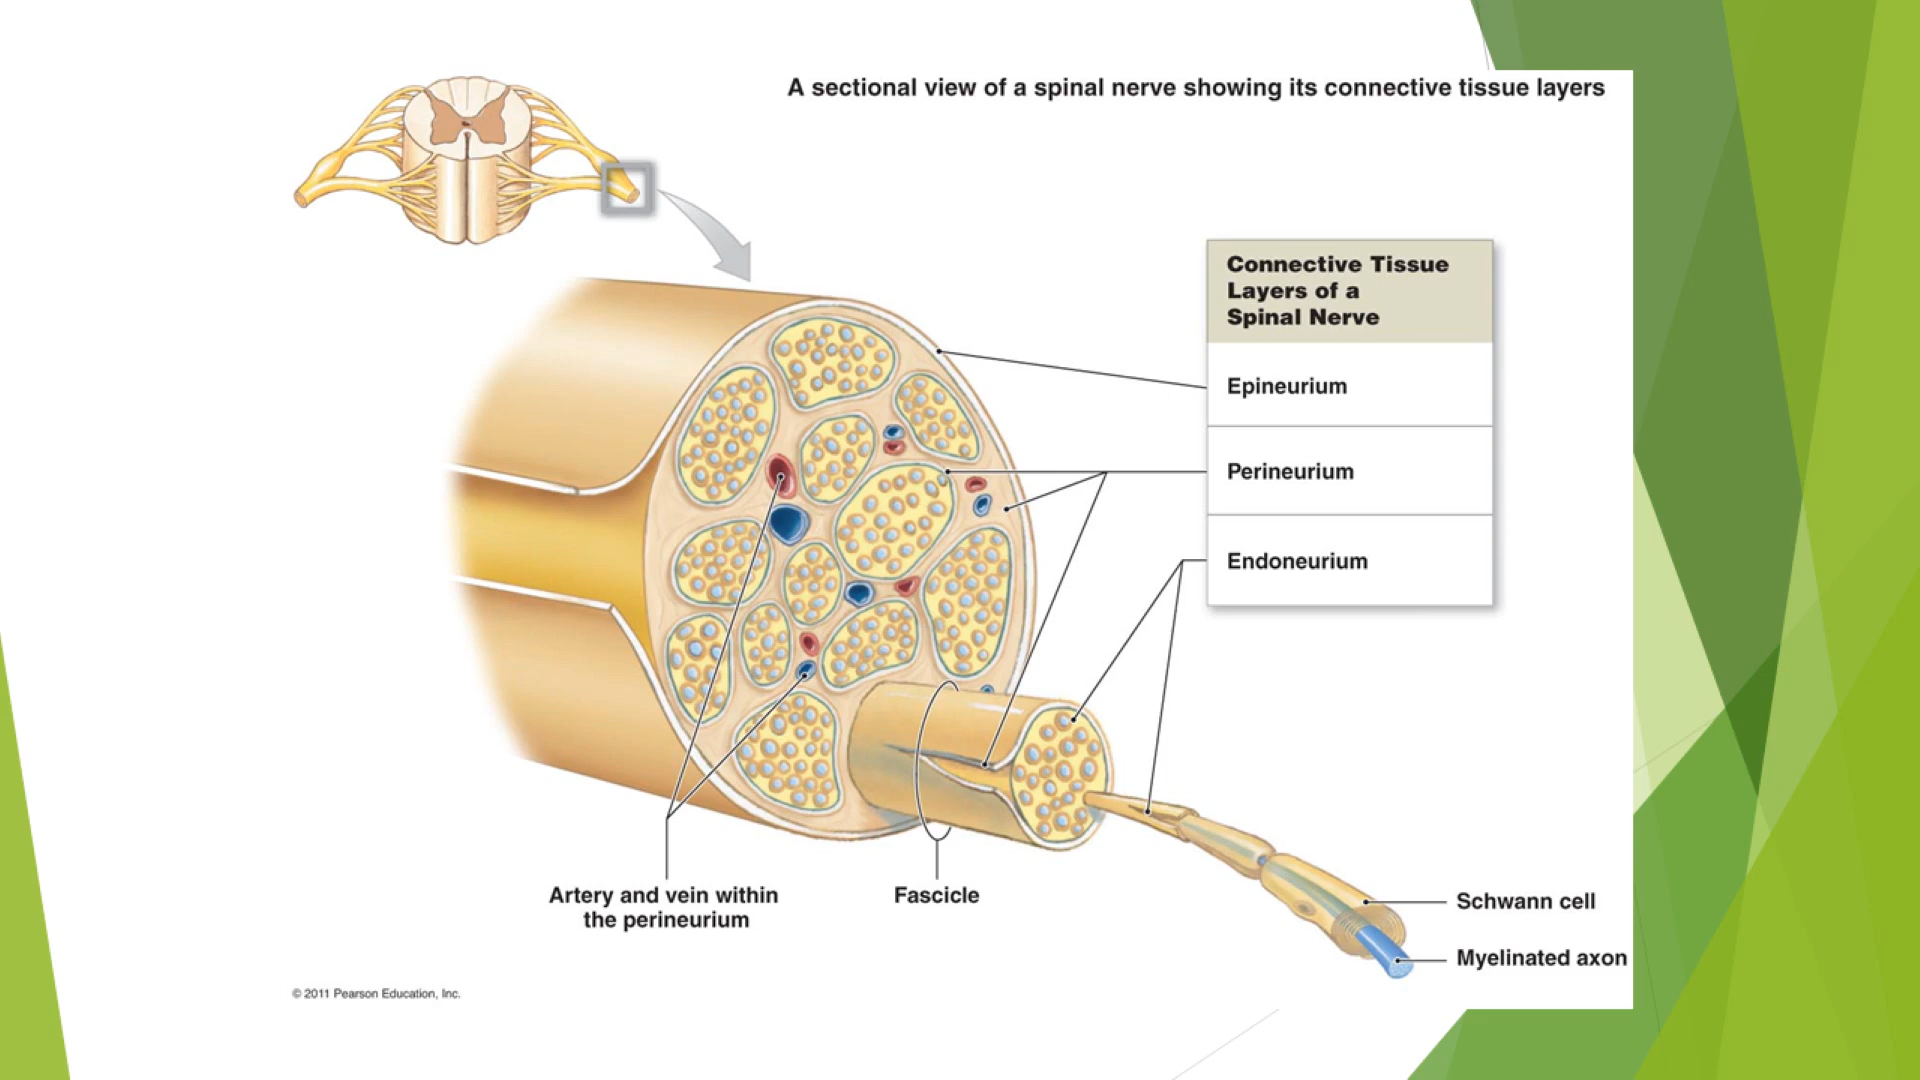 A sectional view of a spinal nerve showing its connective tissue layers
Connective Tissue
Layers of a
Spinal Nerve
Epineurium
Perineurium
Endoneurium
Artery and vein within
the perineurium
Fascicle
Schwann cell
Myelinated axon
© 2011 Pearson Education, Inc.